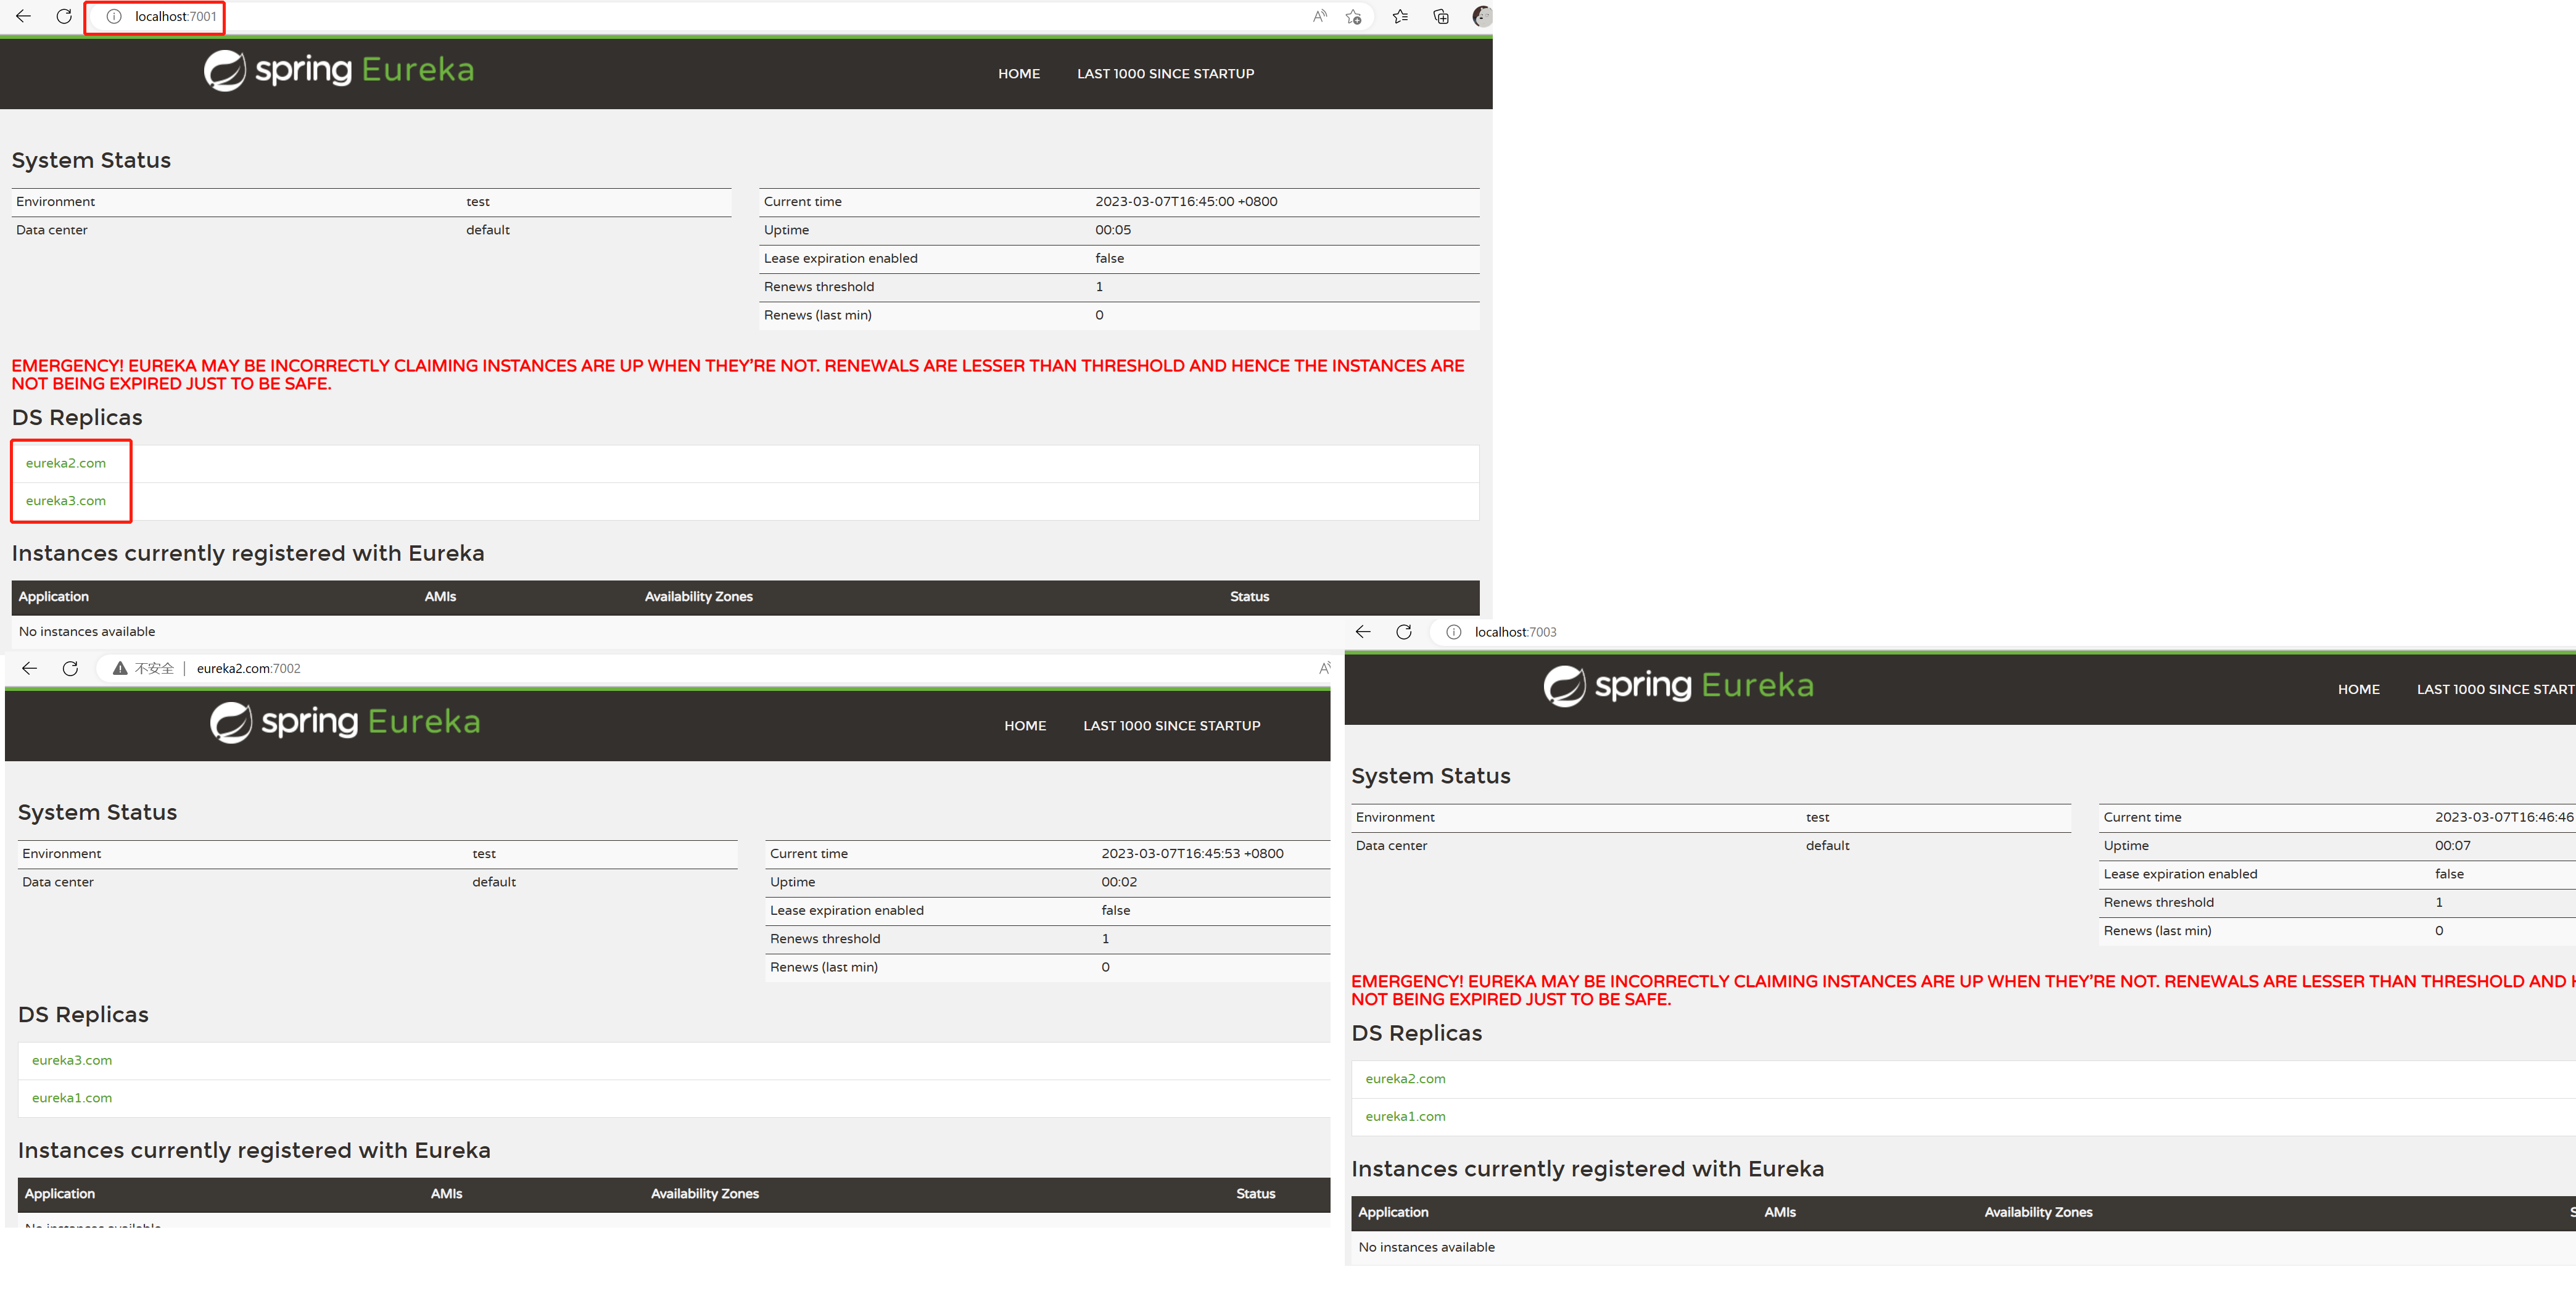 localhost:7001
spring Eureka
HOME LAST 1000 SINCE STARTUP
System Status
Environment test
Data center default
Current time 2023-03-07T16:45:00 +0800
Uptime 00:05
Lease expiration enabled false
Renews threshold 1
Renews (last min) 0
EMERGENCY! EUREKA MAY BE INCORRECTLY CLAIMING INSTANCES ARE UP WHEN THEY'RE NOT. RENEWALS ARE LESSER THAN THRESHOLD AND HENCE THE INSTANCES ARE
NOT BEING EXPIRED JUST TO BE SAFE.
DS Replicas
eureka2.com
eureka3.com
Instances currently registered with Eureka
Application AMIs Availability Zones Status
No instances available
不安全 | eureka2.com:7002
spring Eureka
HOME LAST 1000 SINCE STARTUP
System Status
Environment test
Data center default
Current time 2023-03-07T16:45:53 +0800
Uptime 00:02
Lease expiration enabled false
Renews threshold 1
Renews (last min) 0
DS Replicas
eureka3.com
eureka1.com
Instances currently registered with Eureka
Application AMIs Availability Zones Status
localhost:7003
spring Eureka
HOME LAST 1000 SINCE START
System Status
Environment test
Data center default
Current time 2023-03-07T16:46:46
Uptime 00:07
Lease expiration enabled false
Renews threshold 1
Renews (last min) 0
EMERGENCY! EUREKA MAY BE INCORRECTLY CLAIMING INSTANCES ARE UP WHEN THEY'RE NOT. RENEWALS ARE LESSER THAN THRESHOLD AND
NOT BEING EXPIRED JUST TO BE SAFE.
DS Replicas
eureka2.com
eureka1.com
Instances currently registered with Eureka
Application AMIs Availability Zones
No instances available